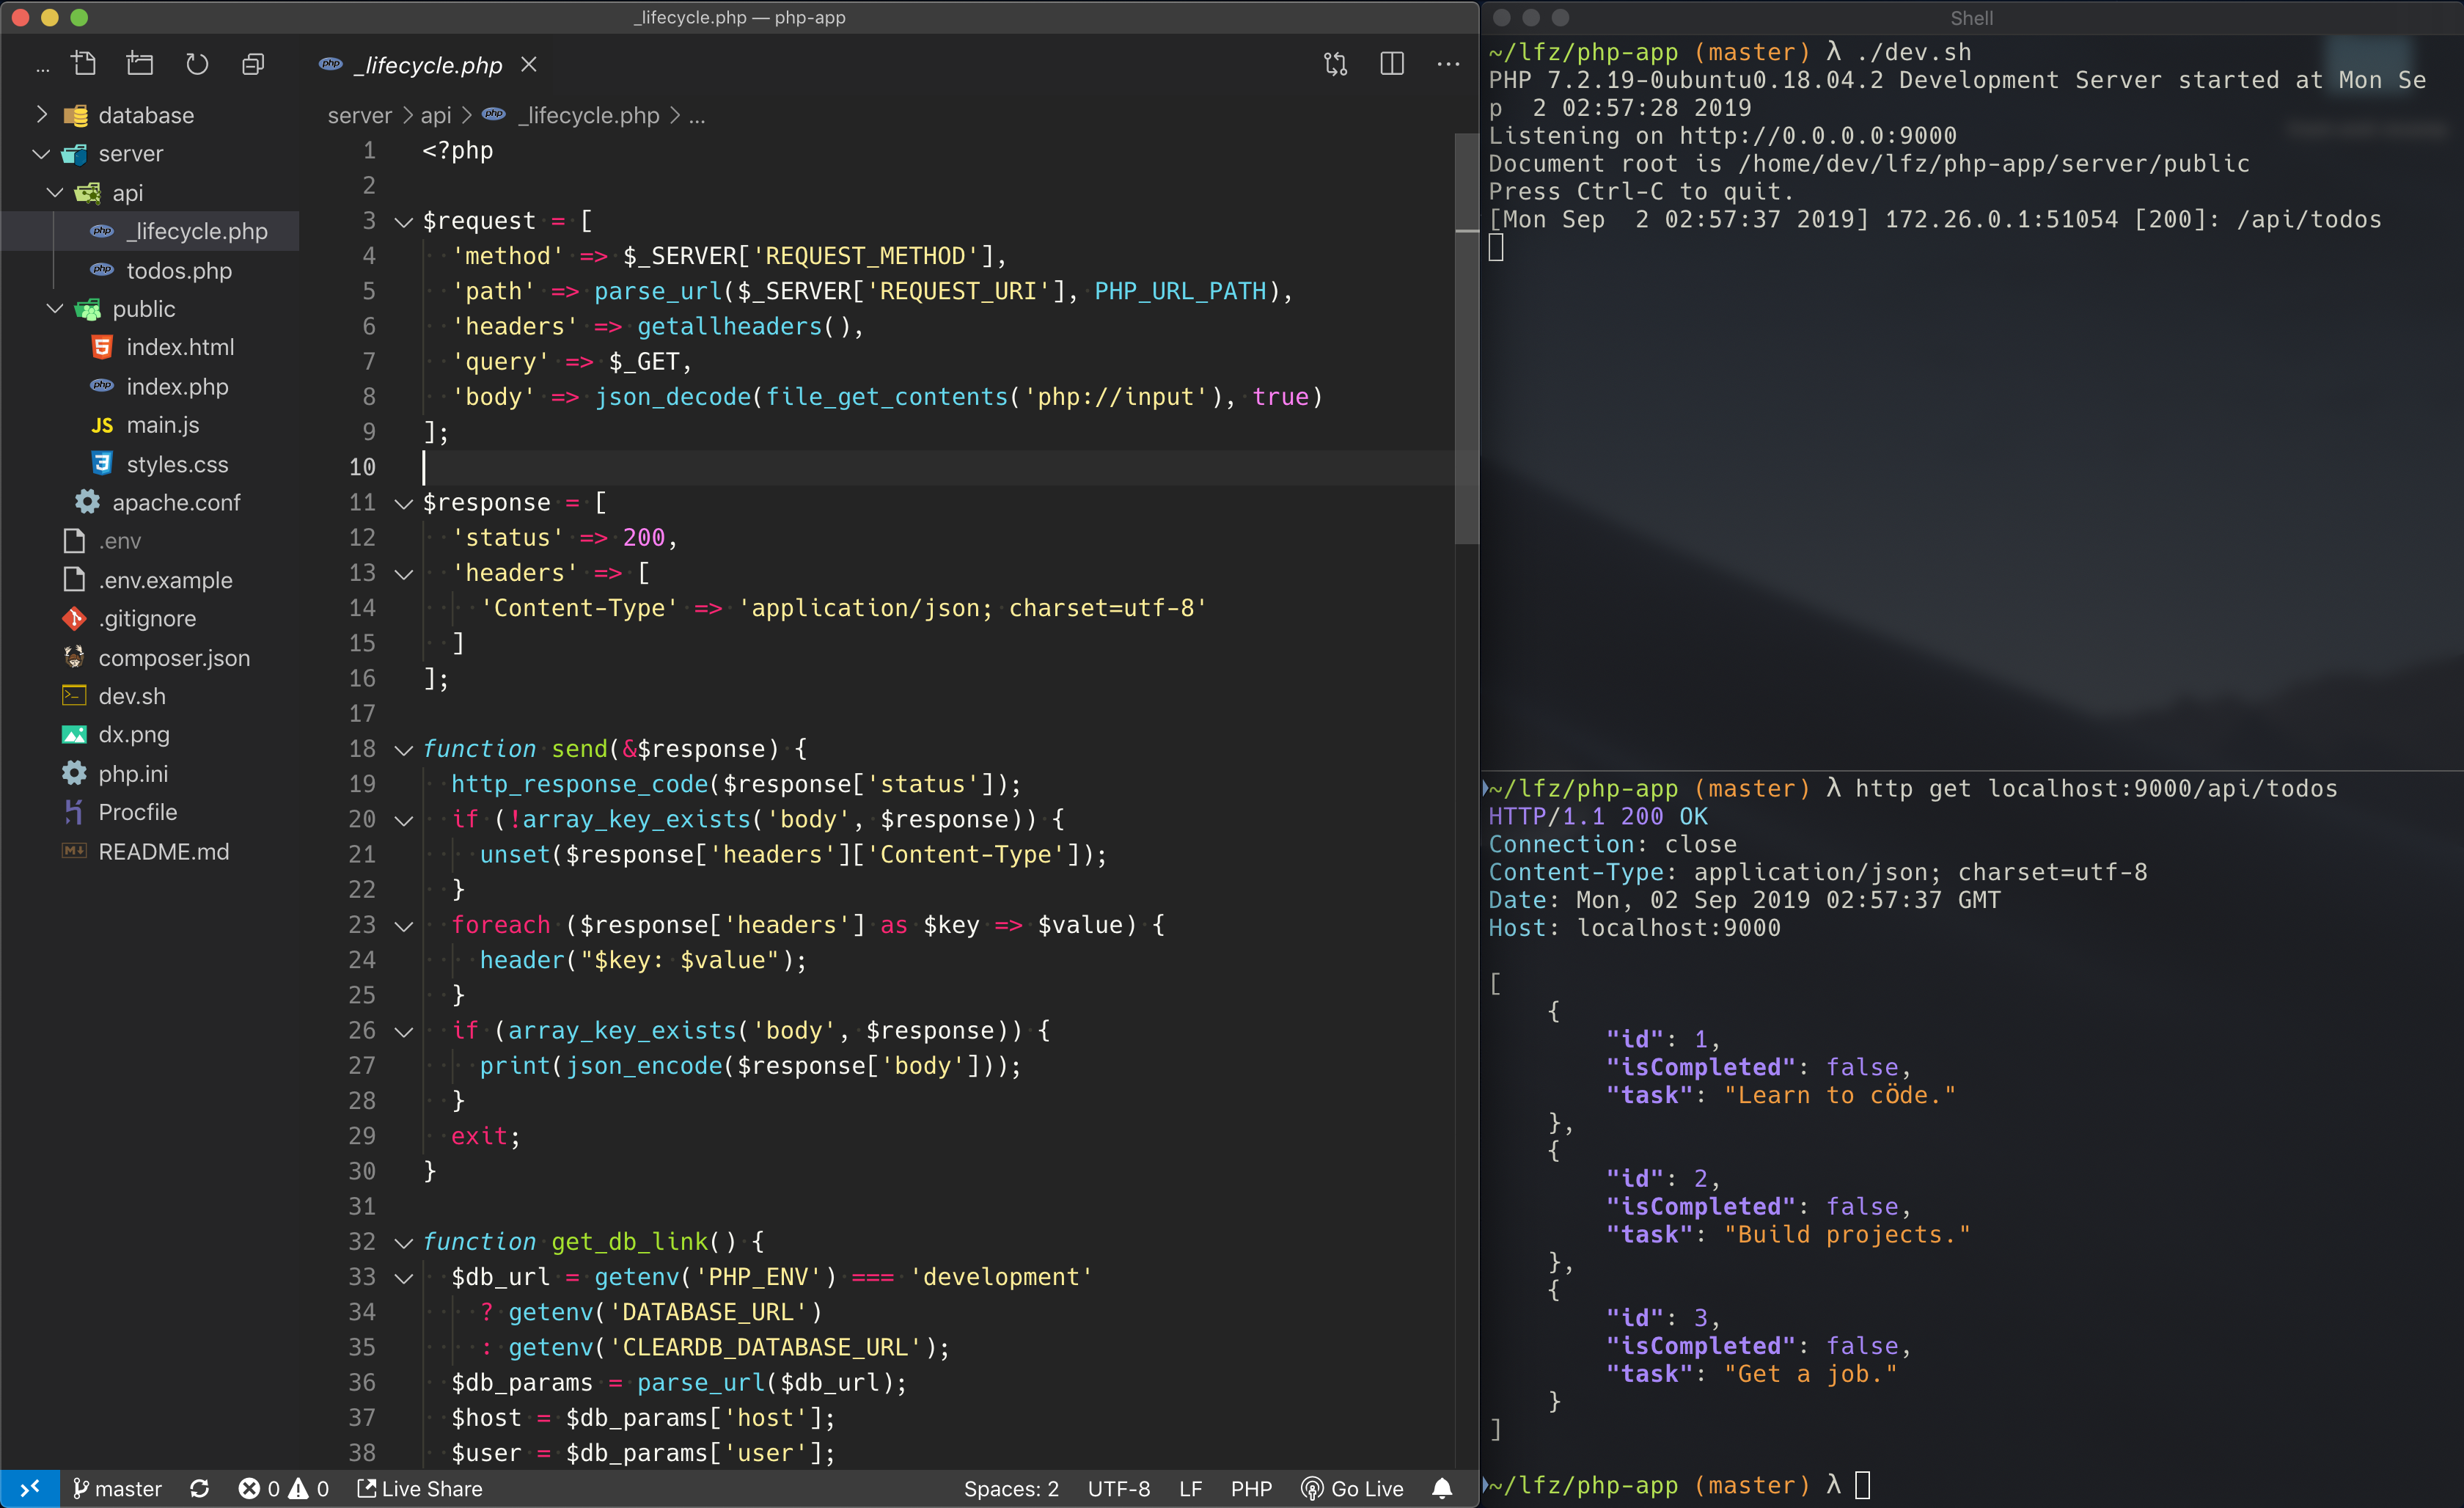 _lifecycle.php — php-app
...
_lifecycle.php
...
database
server
api
_lifecycle.php
todos.php
public
index.html
index.php
JS main.js
styles.css
apache.conf
.env
.env.example
.gitignore
composer.json
dev.sh
dx.png
php.ini
Procfile
README.md
server > api > _lifecycle.php > ...
1 <?php
2
3 $request = [
4 'method' => $_SERVER['REQUEST_METHOD'],
5 'path' => parse_url($_SERVER['REQUEST_URI'], PHP_URL_PATH),
6 'headers' => getallheaders(),
7 'query' => $_GET,
8 'body' => json_decode(file_get_contents('php://input'), true)
9 ];
10
11 $response = [
12 'status' => 200,
13 'headers' => [
14 'Content-Type' => 'application/json; charset=utf-8'
15 ]
16 ];
17
18 function send(&$response) {
19 http_response_code($response['status']);
20 if (!array_key_exists('body', $response)) {
21 unset($response['headers']['Content-Type']);
22 }
23 foreach ($response['headers'] as $key => $value) {
24 header("$key: $value");
25 }
26 if (array_key_exists('body', $response)) {
27 print(json_encode($response['body']));
28 }
29 exit;
30 }
31
32 function get_db_link() {
33 $db_url = getenv('PHP_ENV') === 'development'
34 ? getenv('DATABASE_URL')
35 : getenv('CLEARDB_DATABASE_URL');
36 $db_params = parse_url($db_url);
37 $host = $db_params['host'];
38 $user = $db_params['user'];
master 0 0 Live Share Spaces: 2 UTF-8 LF PHP Go Live
Shell
~/lfz/php-app (master) λ ./dev.sh
PHP 7.2.19-0ubuntu0.18.04.2 Development Server started at Mon Se
p  2 02:57:28 2019
Listening on http://0.0.0.0:9000
Document root is /home/dev/lfz/php-app/server/public
Press Ctrl-C to quit.
[Mon Sep  2 02:57:37 2019] 172.26.0.1:51054 [200]: /api/todos
~/lfz/php-app (master) λ http get localhost:9000/api/todos
HTTP/1.1 200 OK
Connection: close
Content-Type: application/json; charset=utf-8
Date: Mon, 02 Sep 2019 02:57:37 GMT
Host: localhost:9000
[
{
"id": 1,
"isCompleted": false,
"task": "Learn to cÖde."
},
{
"id": 2,
"isCompleted": false,
"task": "Build projects."
},
{
"id": 3,
"isCompleted": false,
"task": "Get a job."
}
]
~/lfz/php-app (master) λ